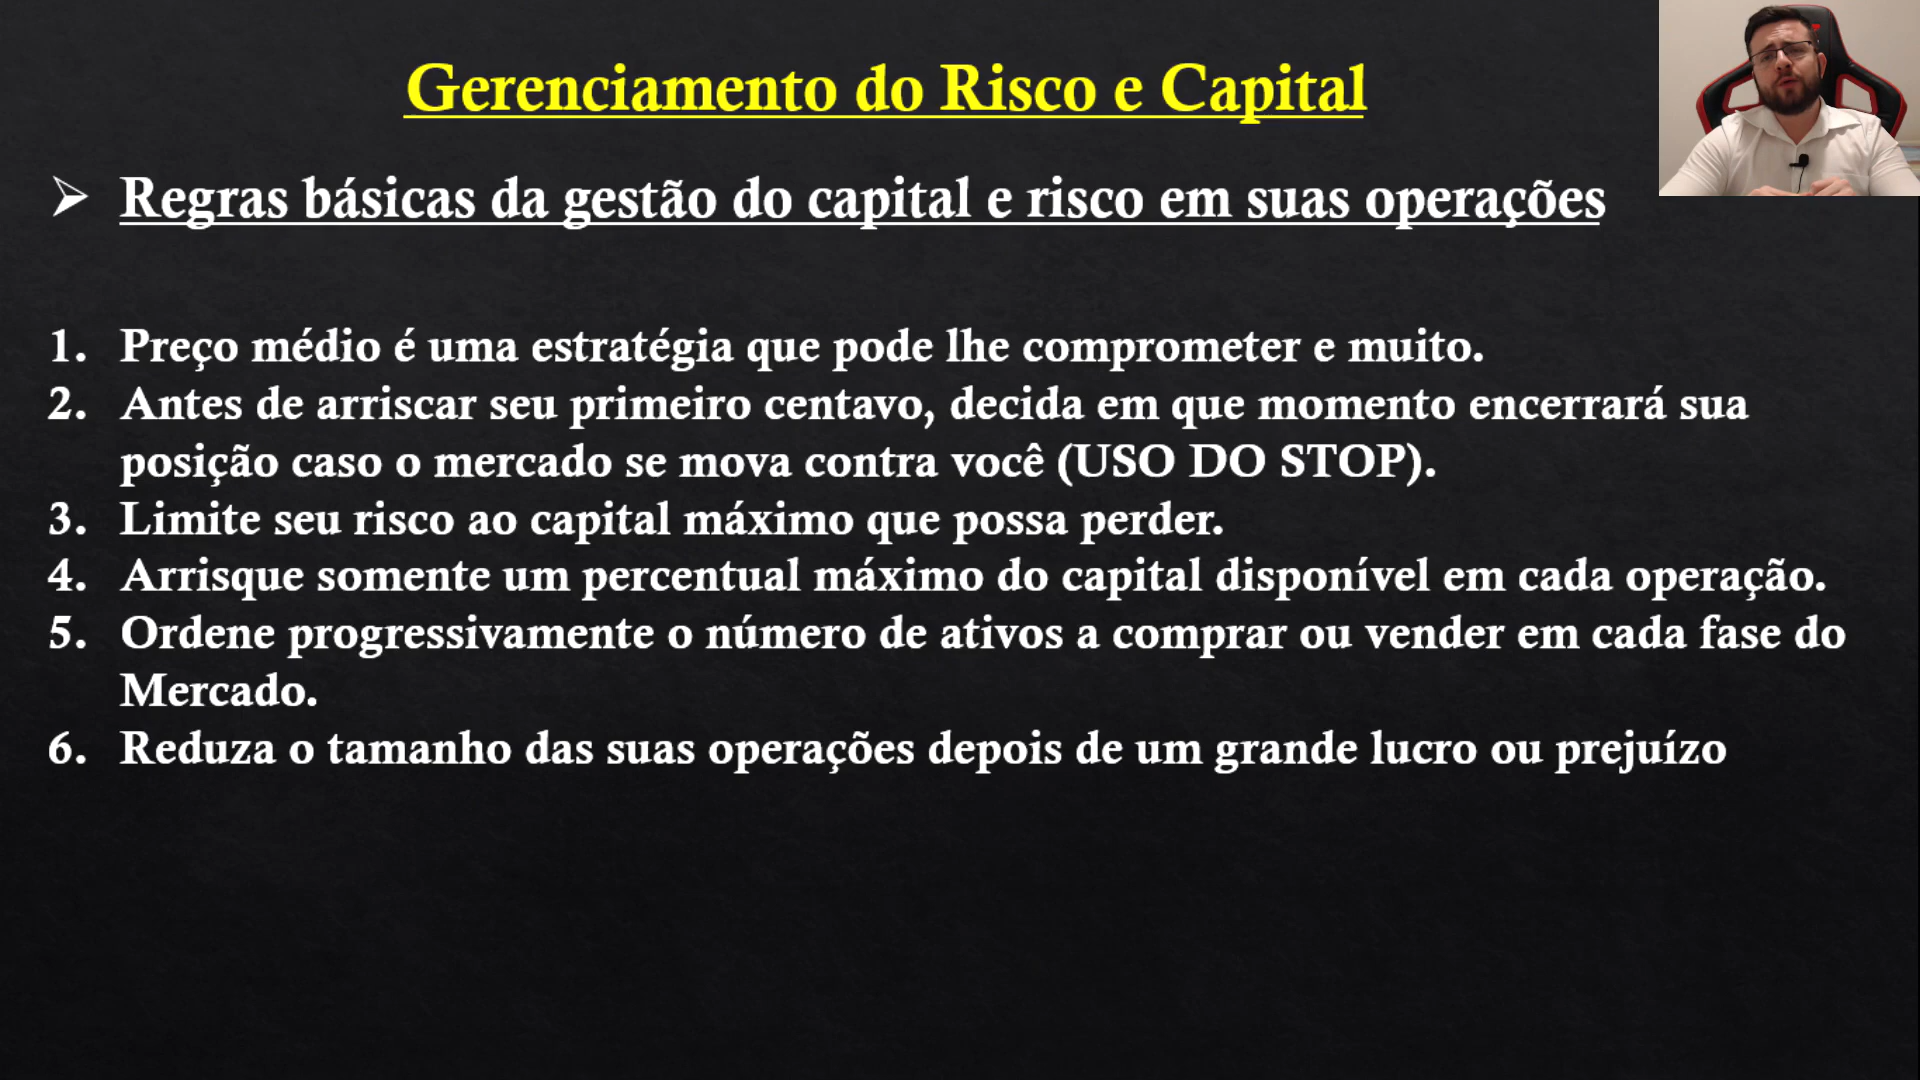 Gerenciamento do Risco e Capital
Regras básicas da gestão do capital e risco em suas operações
1. Preço médio é uma estratégia que pode lhe comprometer e muito.
2. Antes de arriscar seu primeiro centavo, decida em que momento encerrará sua
posição caso o mercado se mova contra você (USO DO STOP).
3. Limite seu risco ao capital máximo que possa perder.
4. Arrisque somente um percentual máximo do capital disponível em cada operação.
5. Ordene progressivamente o número de ativos a comprar ou vender em cada fase do
Mercado.
6. Reduza o tamanho das suas operações depois de um grande lucro ou prejuízo